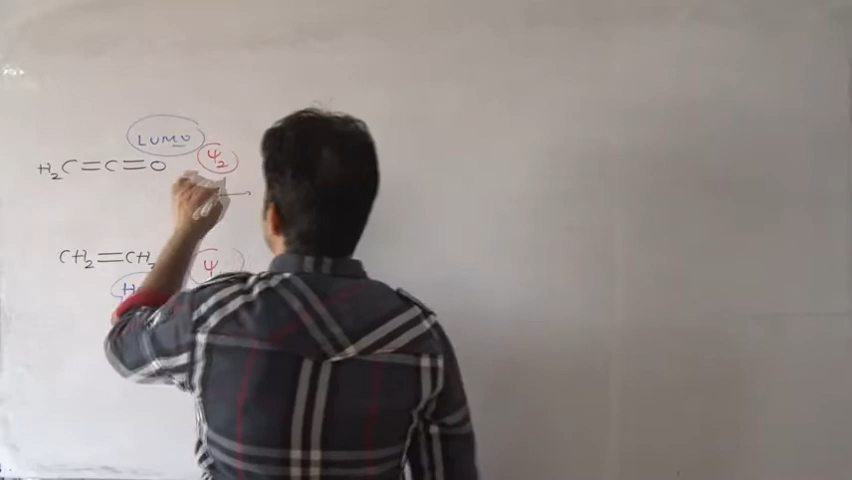 LUMO
H₂C=C=O ψ₂
CH₂=CH₂ ψ
H